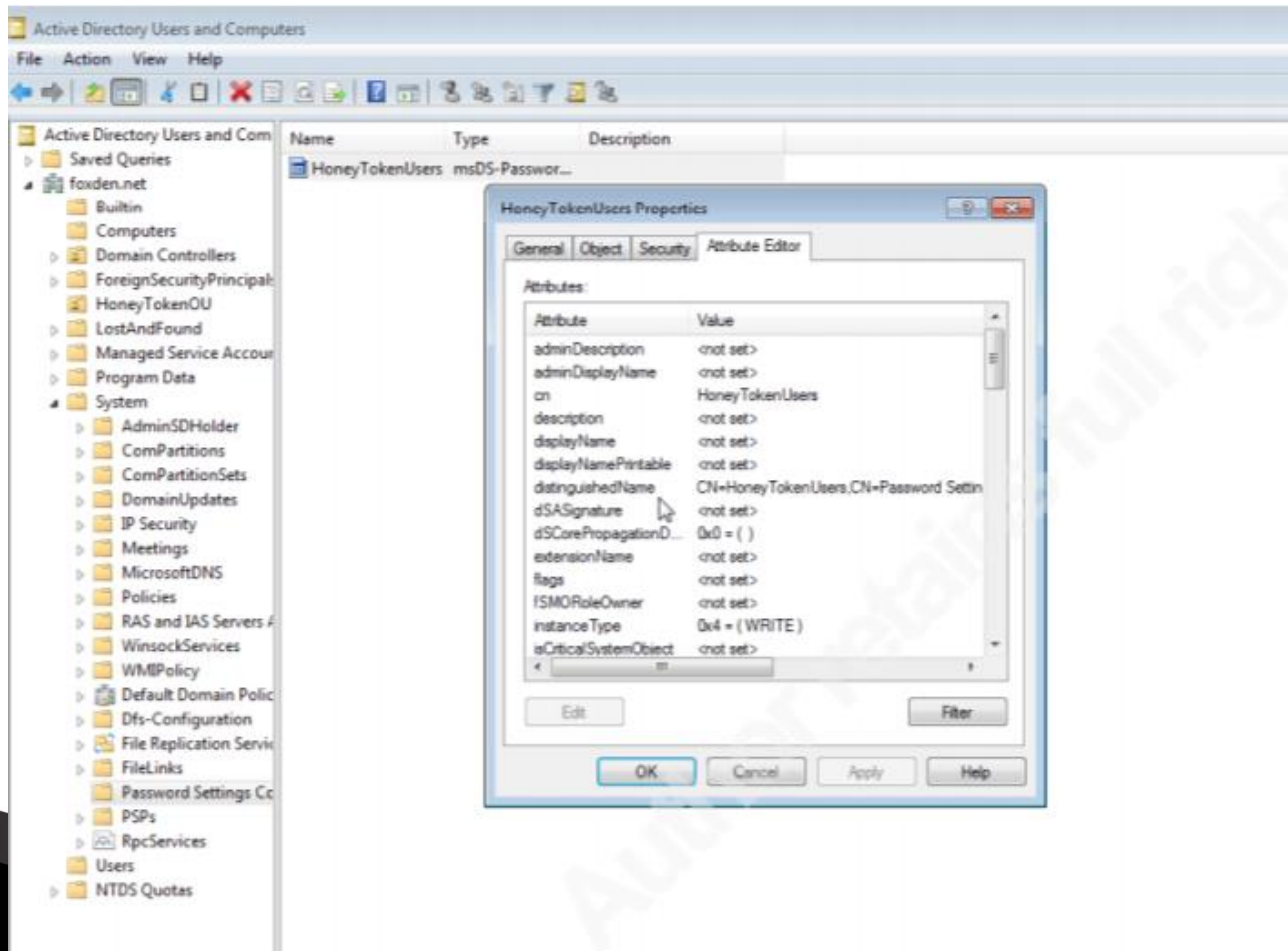 Active Directory Users and Computers
File Action View Help
Active Directory Users and Com
Saved Queries
foxden.net
Builtin
Computers
Domain Controllers
ForeignSecurityPrincipals
HoneyTokenOU
LostAndFound
Managed Service Accour
Program Data
System
AdminSDHolder
ComPartitions
ComPartitionSets
DomainUpdates
IP Security
Meetings
MicrosoftDNS
Policies
RAS and IAS Servers A
WinsockServices
WMIPolicy
Default Domain Polic
Dfs-Configuration
File Replication Servic
FileLinks
Password Settings Cc
PSPs
RpcServices
Users
NTDS Quotas
Name Type Description
HoneyTokenUsers msDS-Passwor...
HoneyTokenUsers Properties
General Object Security Attribute Editor
Attributes:
Attribute Value
adminDescription <not set>
adminDisplayName <not set>
cn HoneyTokenUsers
description <not set>
displayName <not set>
displayNamePrintable <not set>
distinguishedName CN=HoneyTokenUsers,CN=Password Settin
dSASignature <not set>
dSCorePropagationD... 0x0 = ( )
extensionName <not set>
flags <not set>
fSMORoleOwner <not set>
instanceType 0x4 = ( WRITE )
isCriticalSystemObject <not set>
Edit Filter
OK Cancel Apply Help
Author retains full righ